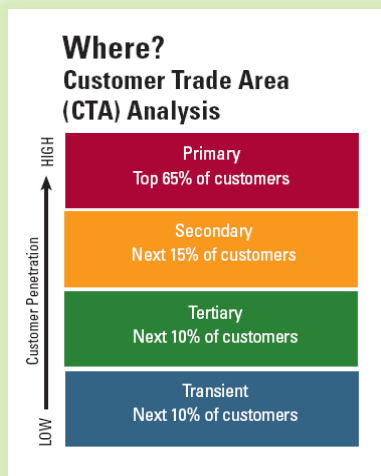 Where?
Customer Trade Area
(CTA) Analysis
HIGH
Customer Penetration
LOW
Primary
Top 65% of customers
Secondary
Next 15% of customers
Tertiary
Next 10% of customers
Transient
Next 10% of customers